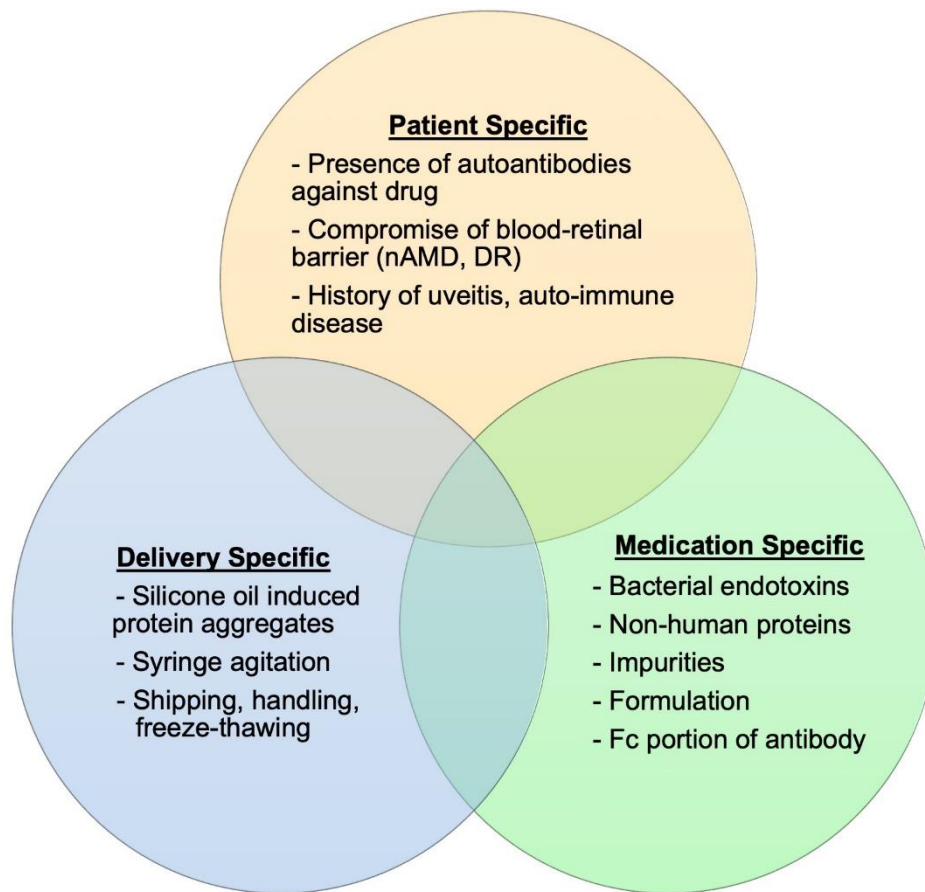 Patient Specific
- Presence of autoantibodies
against drug
- Compromise of blood-retinal
barrier (nAMD, DR)
- History of uveitis, auto-immune
disease
Delivery Specific
- Silicone oil induced
protein aggregates
- Syringe agitation
- Shipping, handling,
freeze-thawing
Medication Specific
- Bacterial endotoxins
- Non-human proteins
- Impurities
- Formulation
- Fc portion of antibody